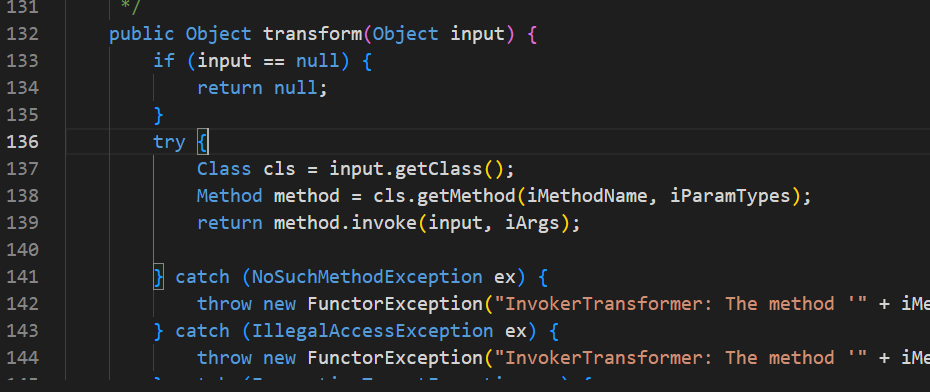 131 */
132 public Object transform(Object input) {
133 if (input == null) {
134 return null;
135 }
136 try {
137 Class cls = input.getClass();
138 Method method = cls.getMethod(iMethodName, iParamTypes);
139 return method.invoke(input, iArgs);
140
141 } catch (NoSuchMethodException ex) {
142 throw new FunctorException("InvokerTransformer: The method '" + iMe
143 } catch (IllegalAccessException ex) {
144 throw new FunctorException("InvokerTransformer: The method '" + iMe